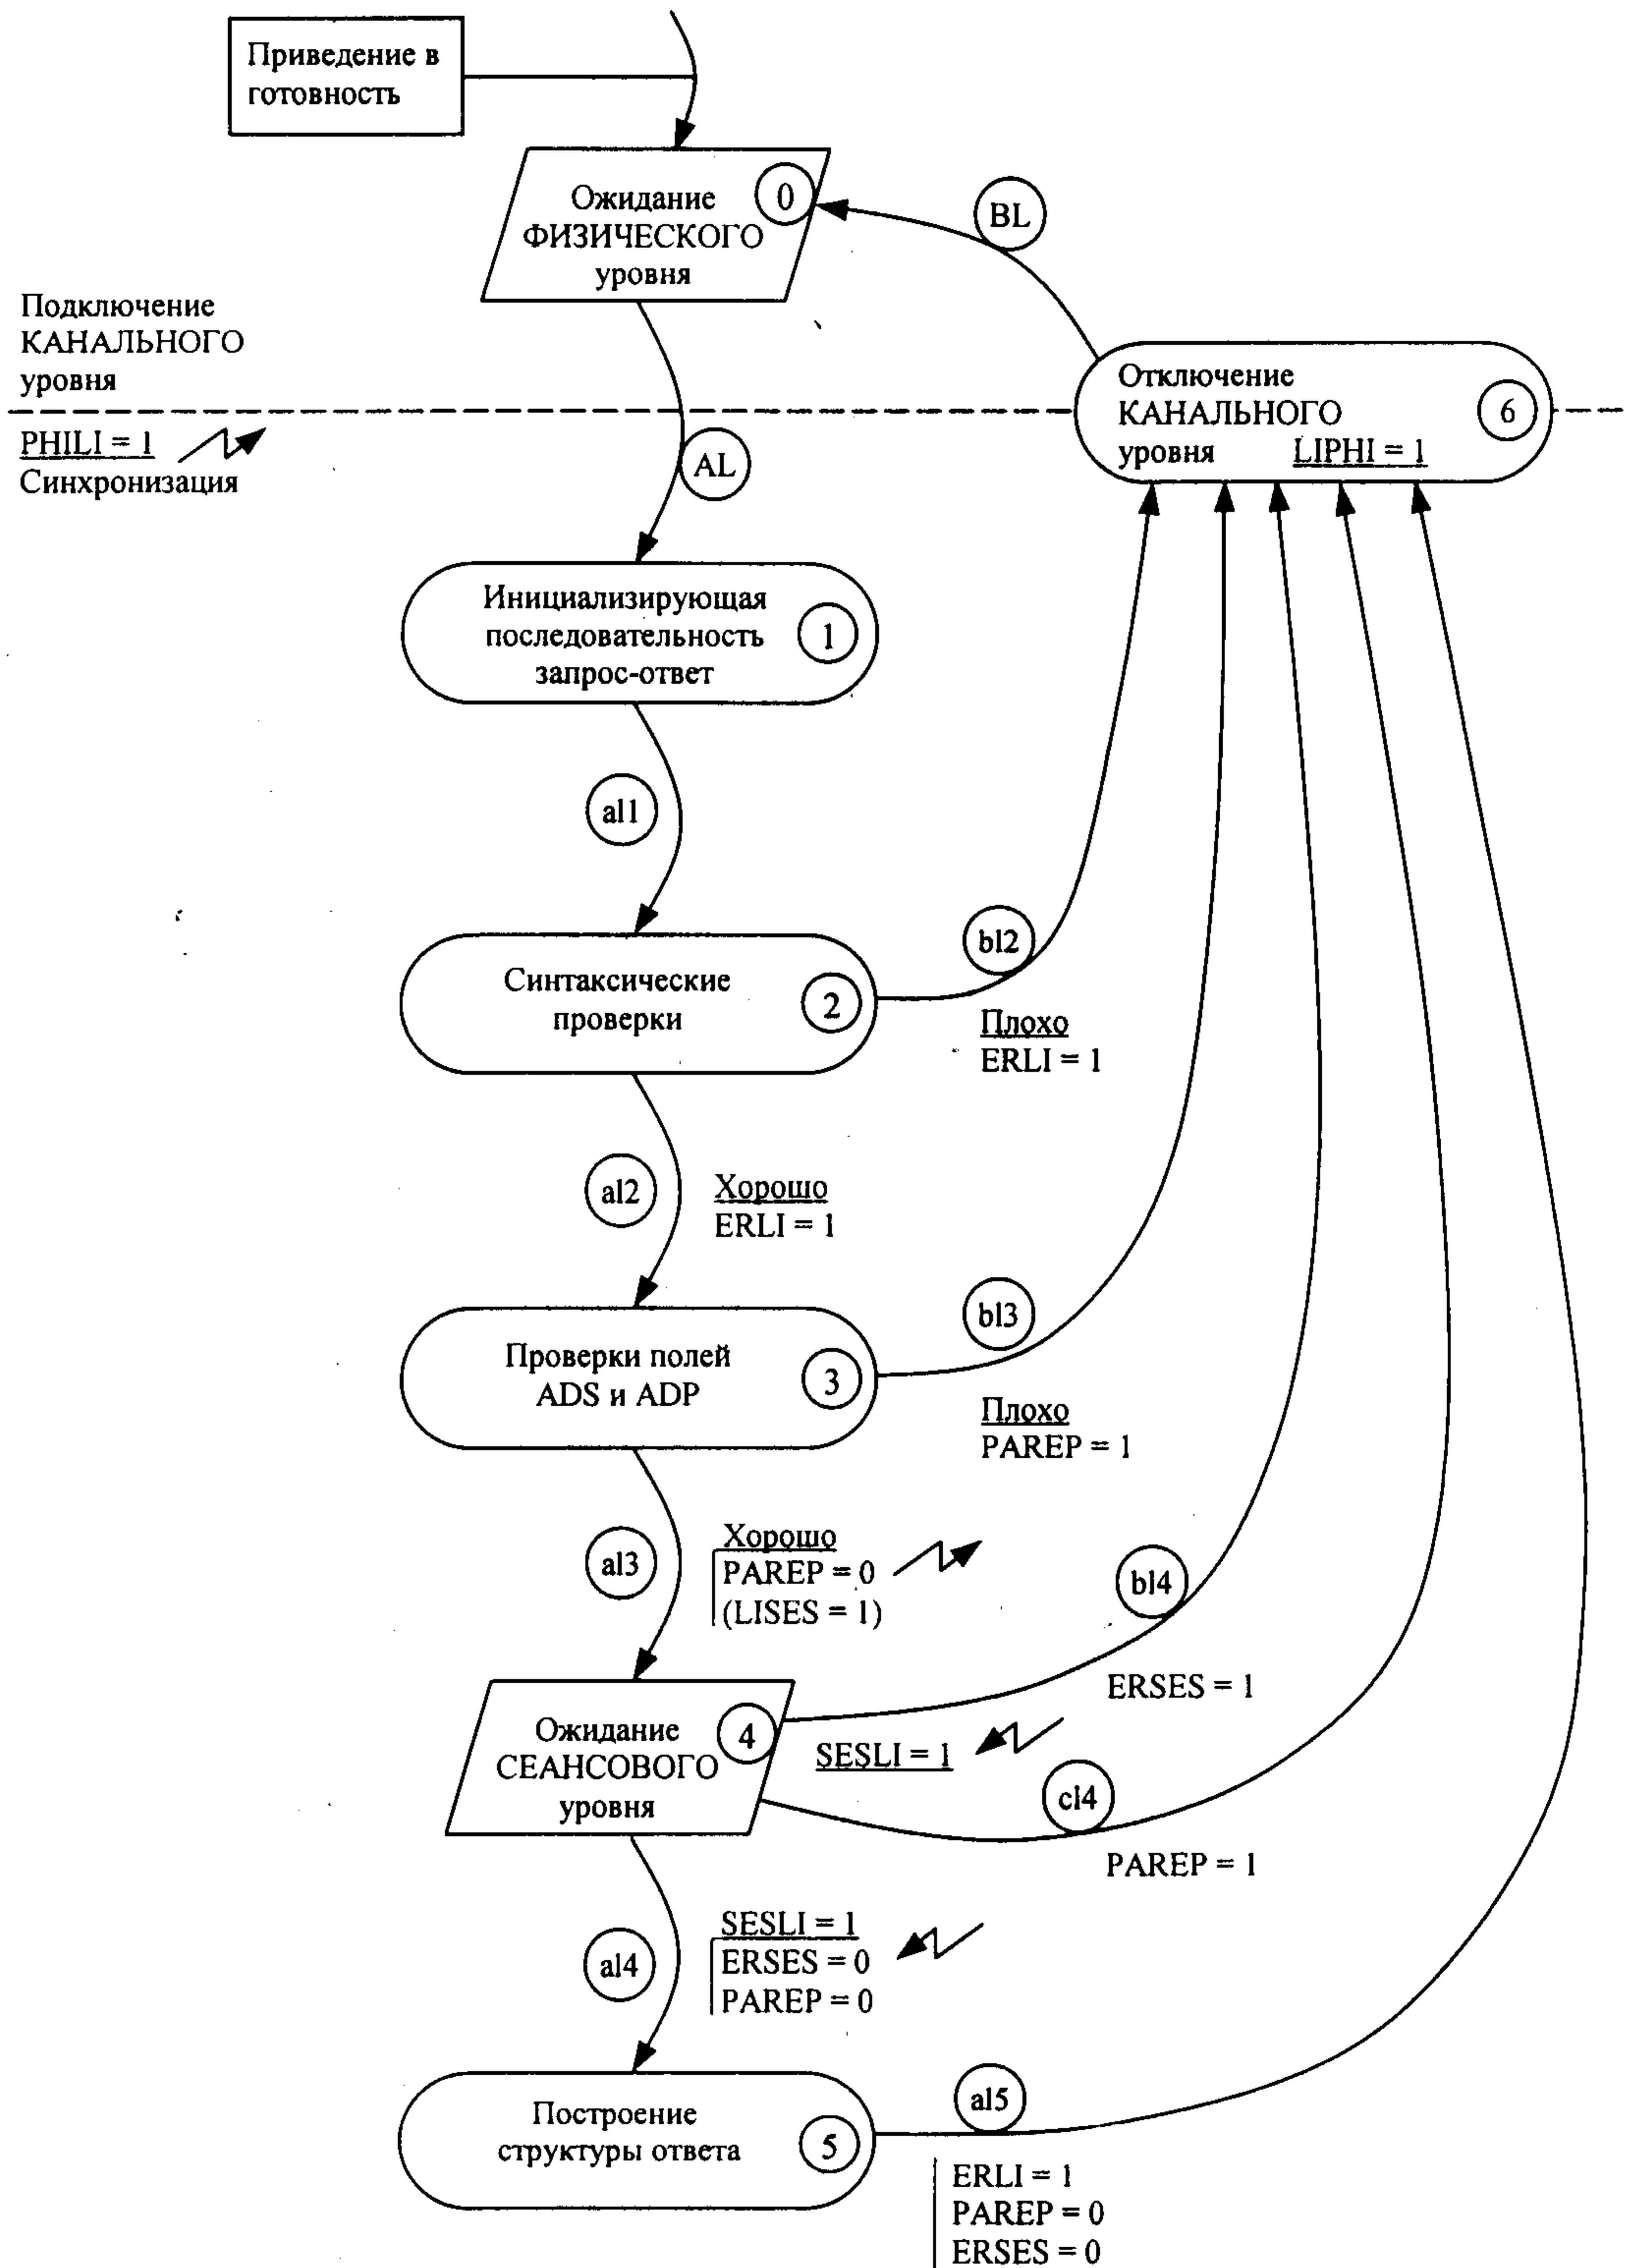 Приведение в
готовность
Ожидание
ФИЗИЧЕСКОГО
уровня
0
BL
Подключение
КАНАЛЬНОГО
уровня
PHILI = 1
Синхронизация
Отключение
КАНАЛЬНОГО
уровня LIPHI = 1
6
AL
Инициализирующая
последовательность
запрос-ответ
1
al1
Синтаксические
проверки
2
bl2
Плохо
ERLI = 1
al2
Хорошо
ERLI = 1
Проверки полей
ADS и ADP
3
bl3
Плохо
PAREP = 1
al3
Хорошо
PAREP = 0
(LISES = 1)
bl4
ERSES = 1
Ожидание
СЕАНСОВОГО
уровня
4
SESLI = 1
cl4
PAREP = 1
al4
SESLI = 1
ERSES = 0
PAREP = 0
Построение
структуры ответа
5
al5
ERLI = 1
PAREP = 0
ERSES = 0